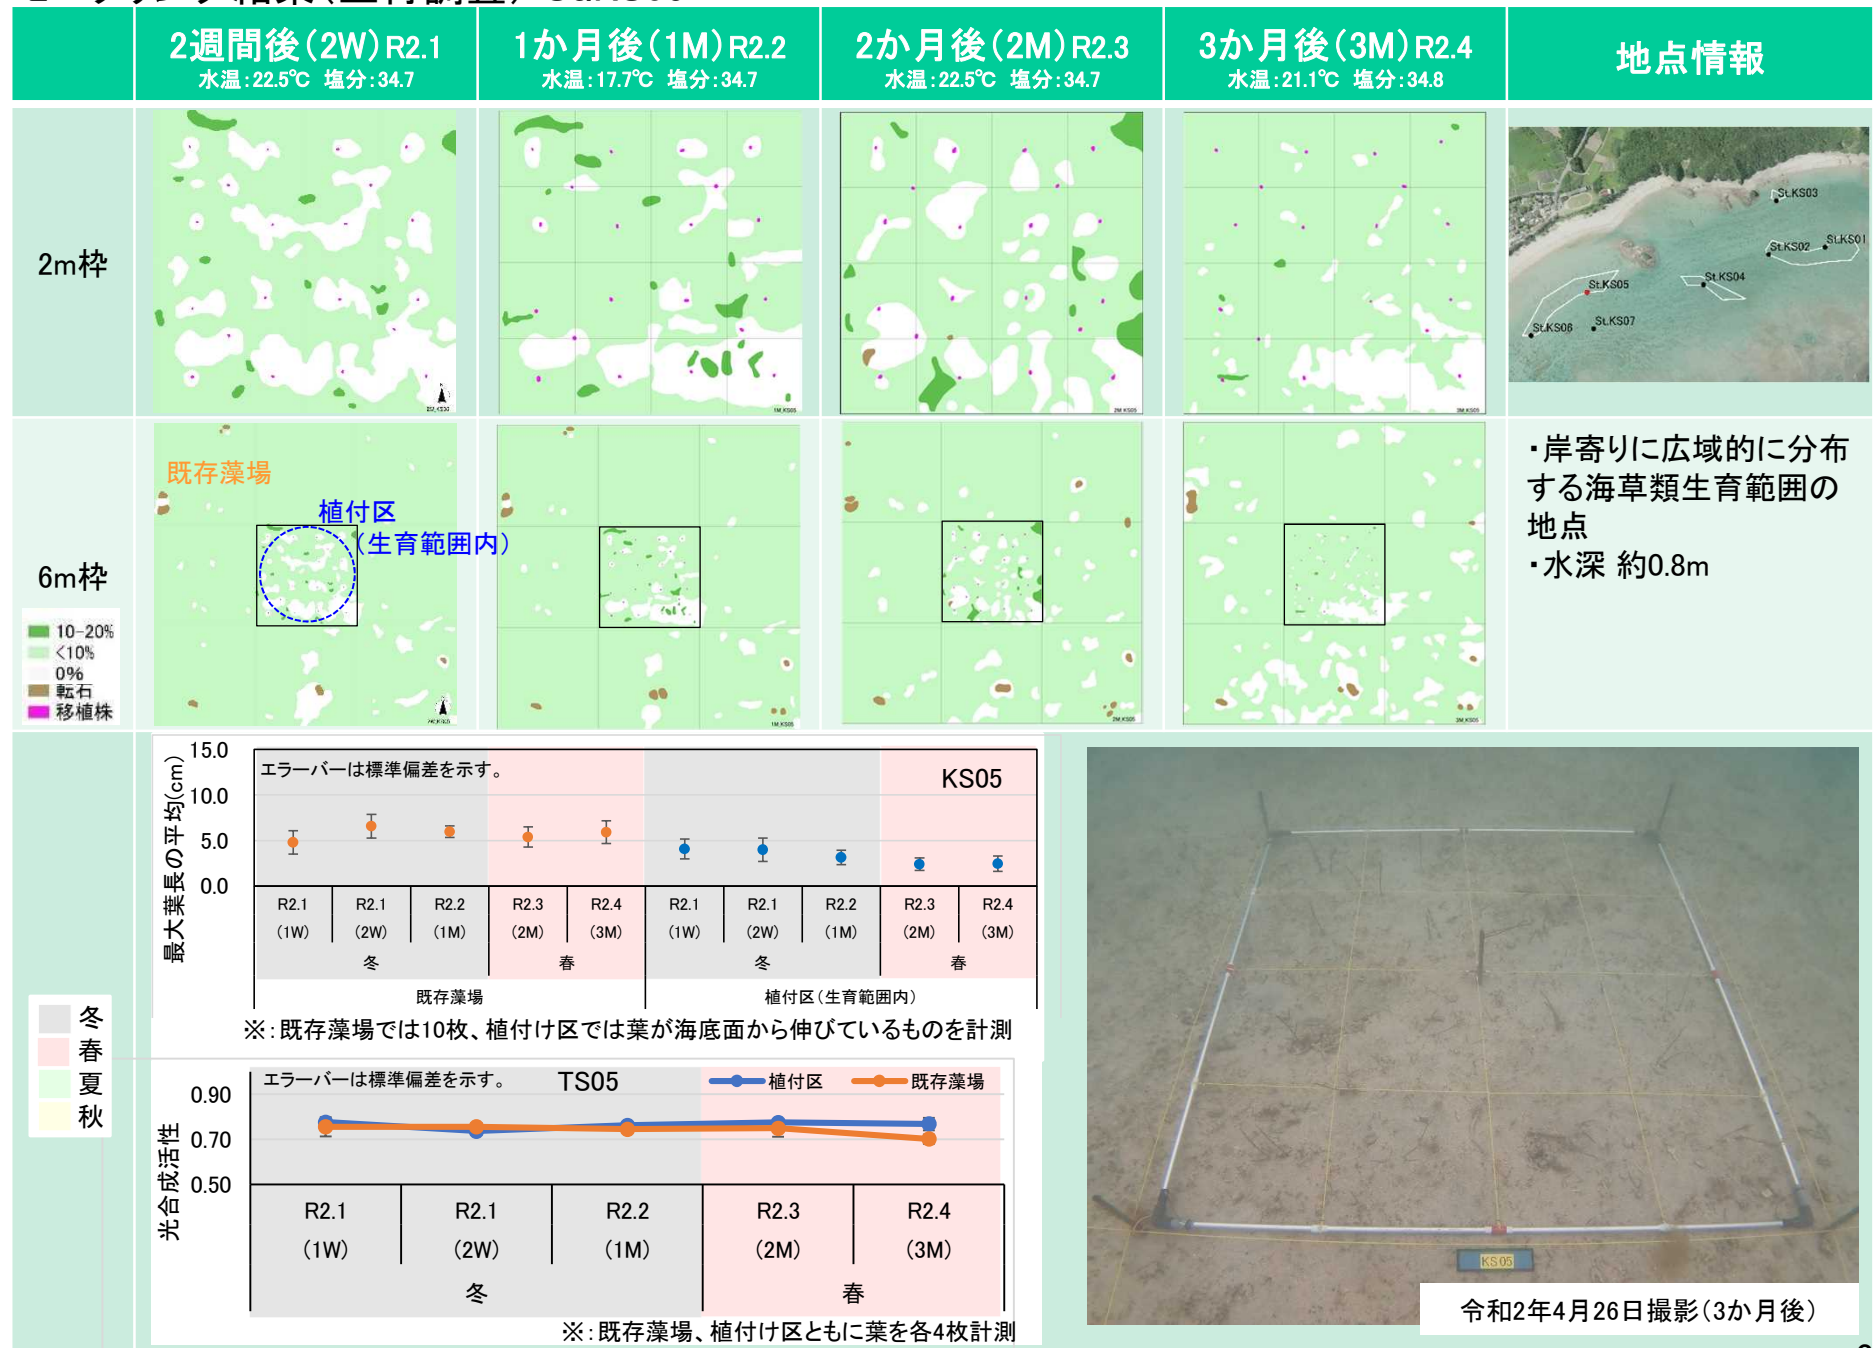 2週間後（2W）R2.1
水温：22.5℃ 塩分：34.7
1か月後（1M）R2.2
水温：17.7℃ 塩分：34.7
2か月後（2M）R2.3
水温：22.5℃ 塩分：34.7
3か月後（3M）R2.4
水温：21.1℃ 塩分：34.8
地点情報
2m枠
1M_KS05
2M_KS05
3M_KS05
St.KS03
St.KS02
St.KS01
St.KS04
St.KS05
St.KS06
St.KS07
6m枠
既存藻場
植付区
（生育範囲内）
1M_KS05
2M_KS05
3M_KS05
10-20%
<10%
0%
転石
移植株
・岸寄りに広域的に分布
する海草類生育範囲の
地点
・水深 約0.8m
最大葉長の平均(cm)
15.0
10.0
5.0
0.0
エラーバーは標準偏差を示す。
KS05
R2.1 R2.1 R2.2 R2.3 R2.4 R2.1 R2.1 R2.2 R2.3 R2.4
(1W) (2W) (1M) (2M) (3M) (1W) (2W) (1M) (2M) (3M)
冬 春 冬 春
既存藻場 植付区（生育範囲内）
※：既存藻場では10枚、植付け区では葉が海底面から伸びているものを計測
冬
春
夏
秋
光合成活性
0.90
0.70
0.50
エラーバーは標準偏差を示す。
TS05
植付区 既存藻場
R2.1 R2.1 R2.2 R2.3 R2.4
(1W) (2W) (1M) (2M) (3M)
冬 春
※：既存藻場、植付け区ともに葉を各4枚計測
KS05
令和2年4月26日撮影（3か月後）